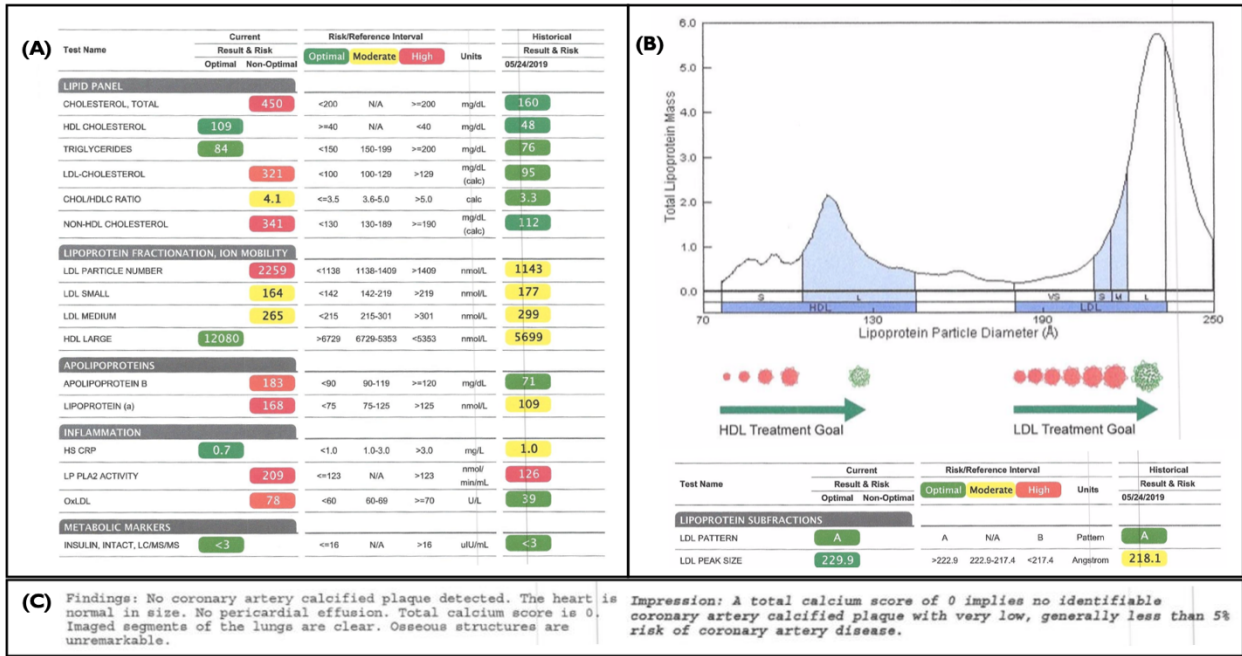 (A)
Current Risk/Reference Interval Historical
Test Name Result & Risk Optimal Moderate High Units Result & Risk
Optimal Non-Optimal 05/24/2019
LIPID PANEL
CHOLESTEROL, TOTAL 450 <200 N/A >=200 mg/dL 160
HDL CHOLESTEROL 109 >=40 N/A <40 mg/dL 48
TRIGLYCERIDES 84 <150 150-199 >=200 mg/dL 76
LDL-CHOLESTEROL 321 <100 100-129 >129 mg/dL (calc) 95
CHOL/HDLC RATIO 4.1 <=3.5 3.6-5.0 >5.0 calc 3.3
NON-HDL CHOLESTEROL 341 <130 130-189 >=190 mg/dL (calc) 112
LIPOPROTEIN FRACTIONATION, ION MOBILITY
LDL PARTICLE NUMBER 2259 <1138 1138-1409 >1409 nmol/L 1143
LDL SMALL 164 <142 142-219 >219 nmol/L 177
LDL MEDIUM 265 <215 215-301 >301 nmol/L 299
HDL LARGE 12080 >6729 6729-5353 <5353 nmol/L 5699
APOLIPOPROTEINS
APOLIPOPROTEIN B 183 <90 90-119 >=120 mg/dL 71
LIPOPROTEIN (a) 168 <75 75-125 >125 nmol/L 109
INFLAMMATION
HS CRP 0.7 <1.0 1.0-3.0 >3.0 mg/L 1.0
LP PLA2 ACTIVITY 209 <=123 N/A >123 nmol/min/mL 126
OxLDL 78 <60 60-69 >=70 U/L 39
METABOLIC MARKERS
INSULIN, INTACT, LC/MS/MS <3 <=16 N/A >16 uIU/mL <3
(B)
Total Lipoprotein Mass
6.0
5.0
4.0
3.0
2.0
1.0
0.0
S L VS S M L
HDL LDL
70 130 190 250
Lipoprotein Particle Diameter (Å)
HDL Treatment Goal LDL Treatment Goal
Current Risk/Reference Interval Historical
Test Name Result & Risk Optimal Moderate High Units Result & Risk
Optimal Non-Optimal 05/24/2019
LIPOPROTEIN SUBFRACTIONS
LDL PATTERN A A N/A B Pattern A
LDL PEAK SIZE 229.9 >222.9 222.9-217.4 <217.4 Angstrom 218.1
(C)
Findings: No coronary artery calcified plaque detected. The heart is
normal in size. No pericardial effusion. Total calcium score is 0.
Imaged segments of the lungs are clear. Osseous structures are
unremarkable.
Impression: A total calcium score of 0 implies no identifiable
coronary artery calcified plaque with very low, generally less than 5%
risk of coronary artery disease.